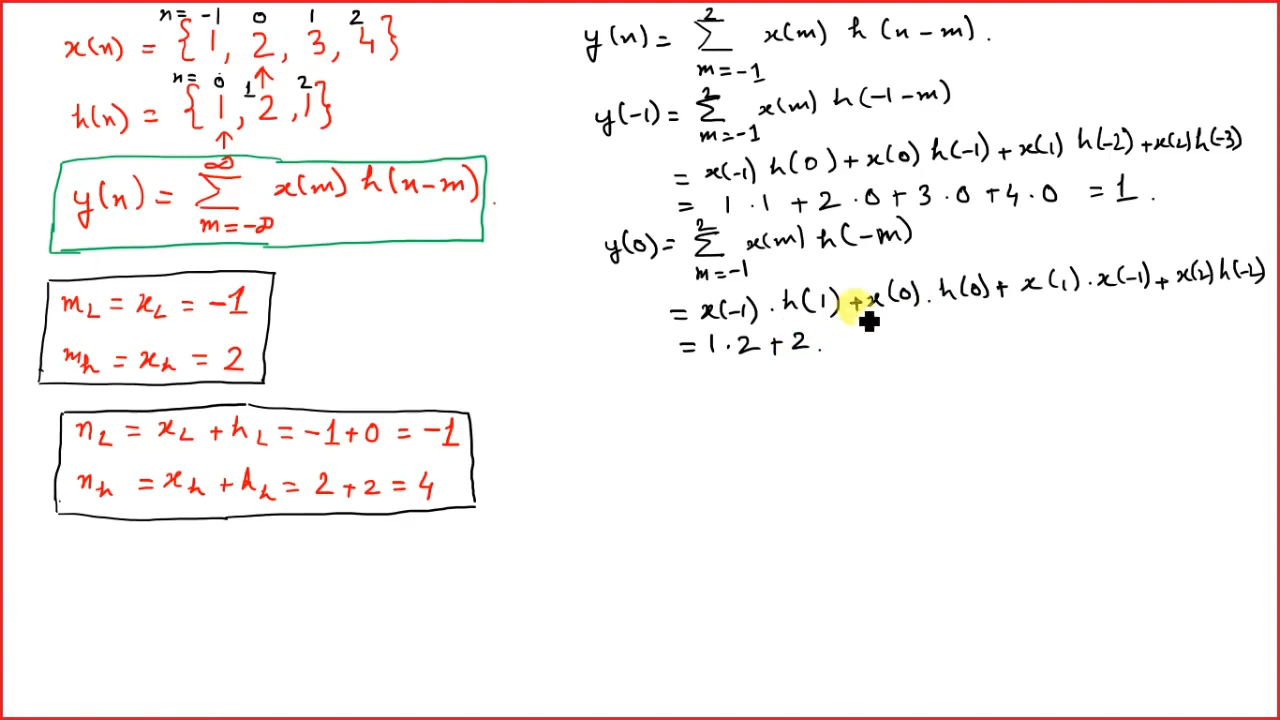 n = -1 0 1 2
x(n) = {1, 2, 3, 4}
↑
n = 0 1 2
h(n) = {1, 2, 1}
↑
y(n) = ∑_{m=-∞}^{∞} x(m) h(n-m).
m_L = x_L = -1
m_h = x_h = 2
n_L = x_L + h_L = -1+0 = -1
n_h = x_h + h_h = 2+2 = 4
y(n) = ∑_{m=-1}^{2} x(m) h(n-m).
y(-1) = ∑_{m=-1}^{2} x(m) h(-1-m)
= x(-1) h(0) + x(0) h(-1) + x(1) h(-2) + x(2) h(-3)
= 1·1 + 2·0 + 3·0 + 4·0 = 1.
y(0) = ∑_{m=-1}^{2} x(m) h(-m)
= x(-1)·h(1) + x(0)·h(0) + x(1)·x(-1) + x(2) h(-2)
= 1·2 + 2.